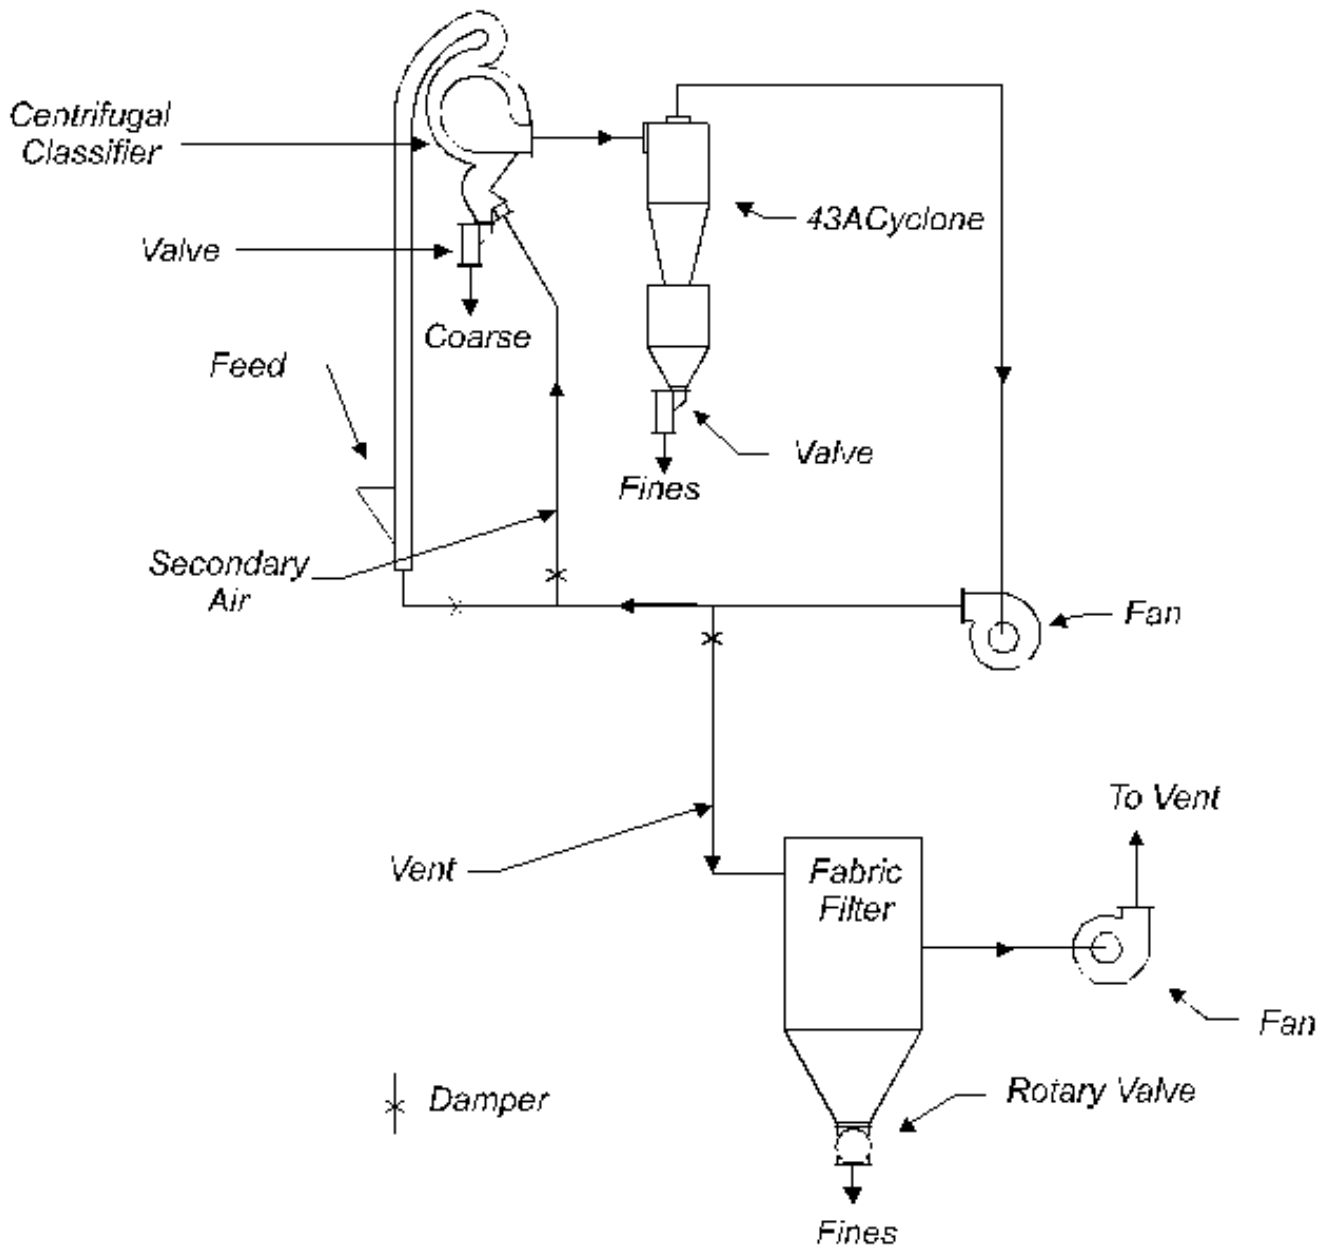 Centrifugal
Classifier
43ACyclone
Valve
Coarse
Feed
Valve
Fines
Secondary
Air
Fan
To Vent
Vent
Fabric
Filter
Fan
Rotary Valve
Damper
Fines